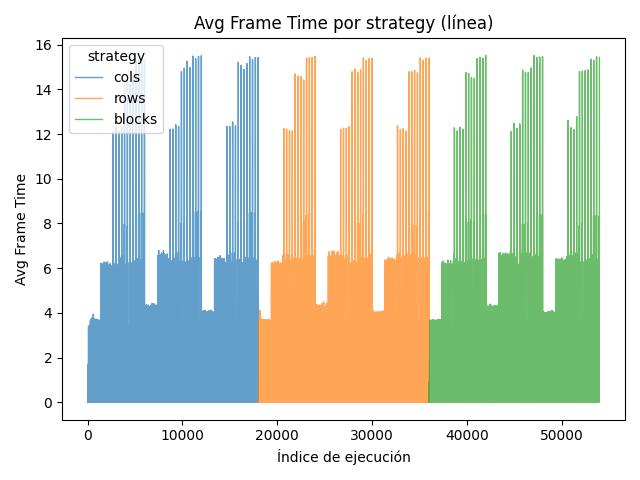 Avg Frame Time por strategy (línea)
strategy
cols
rows
blocks
Avg Frame Time
16
14
12
10
8
6
4
2
0
0 10000 20000 30000 40000 50000
Índice de ejecución